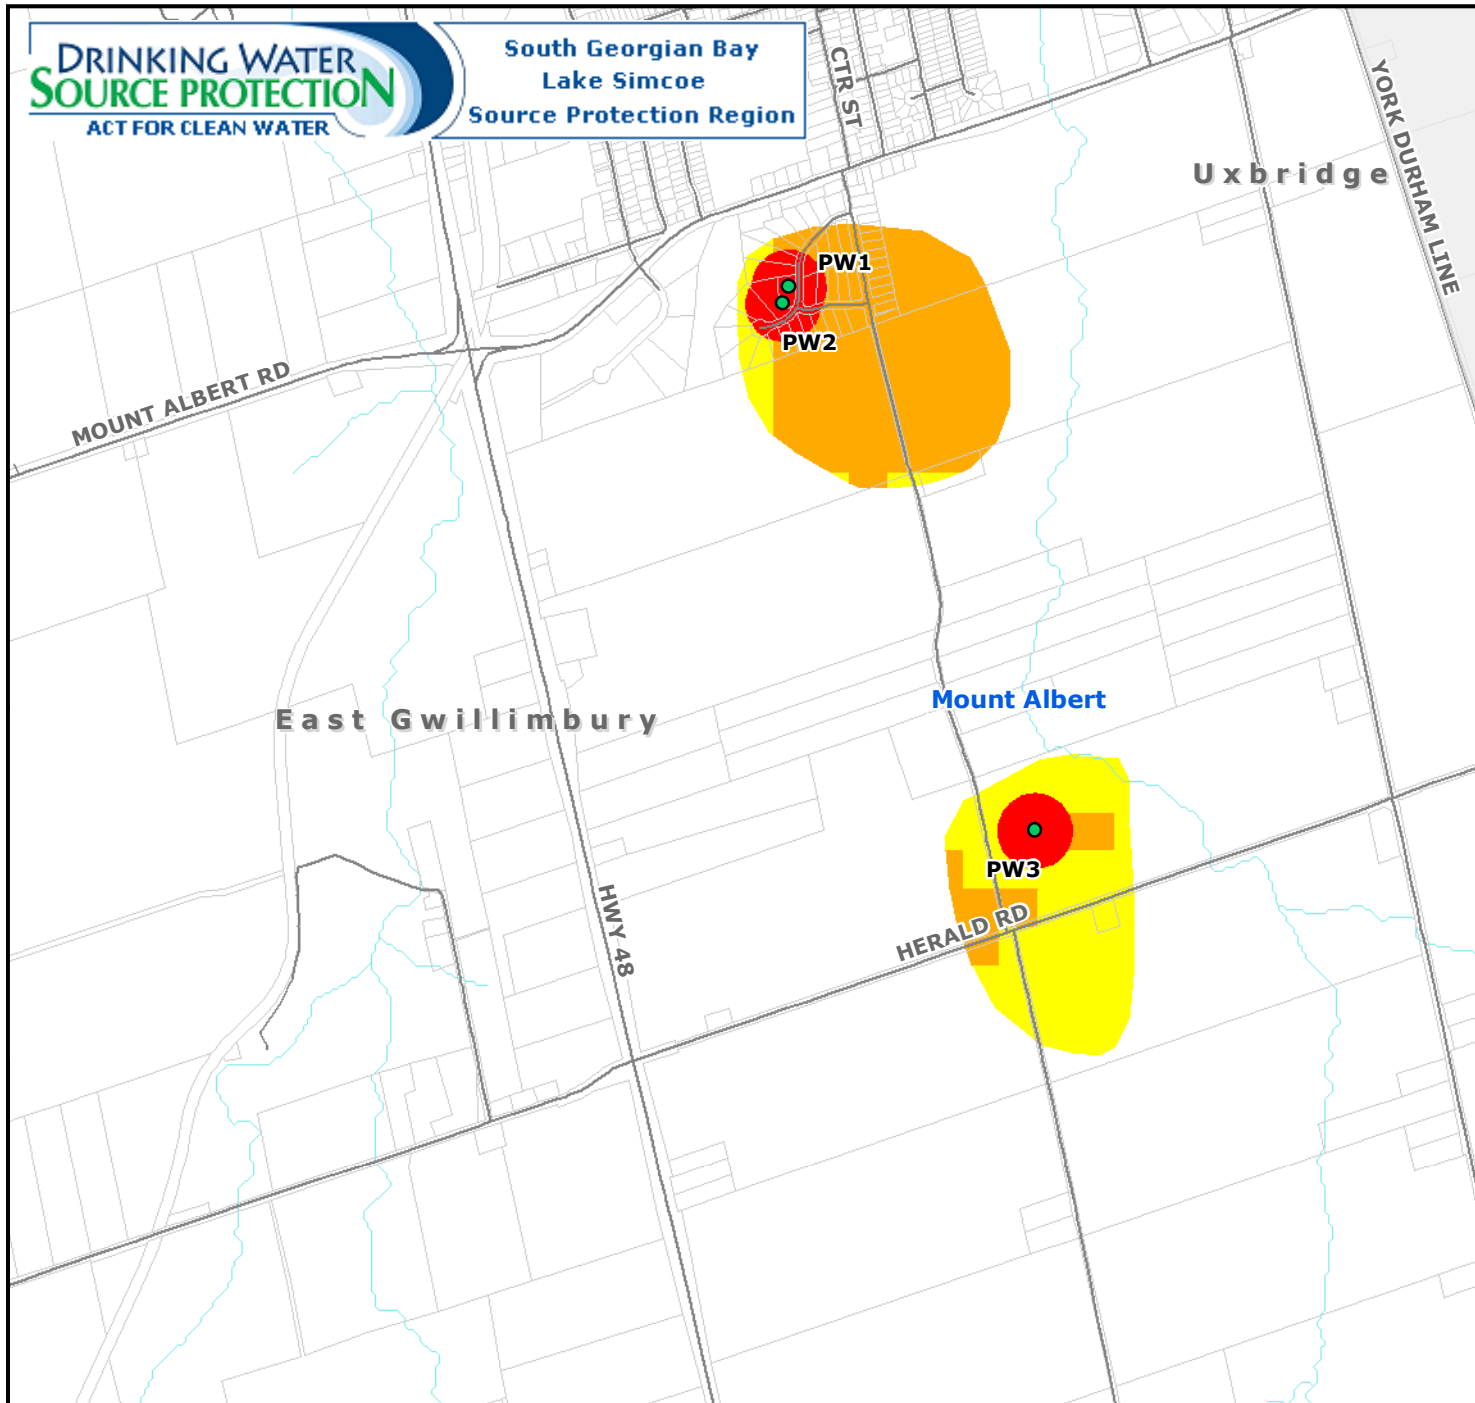 DRINKING WATER
SOURCE PROTECTION
ACT FOR CLEAN WATER
South Georgian Bay
Lake Simcoe
Source Protection Region
CTR ST
YORK DURHAM LINE
Uxbridge
PW1
PW2
MOUNT ALBERT RD
Mount Albert
East Gwillimbury
PW3
HWY 48
HERALD RD